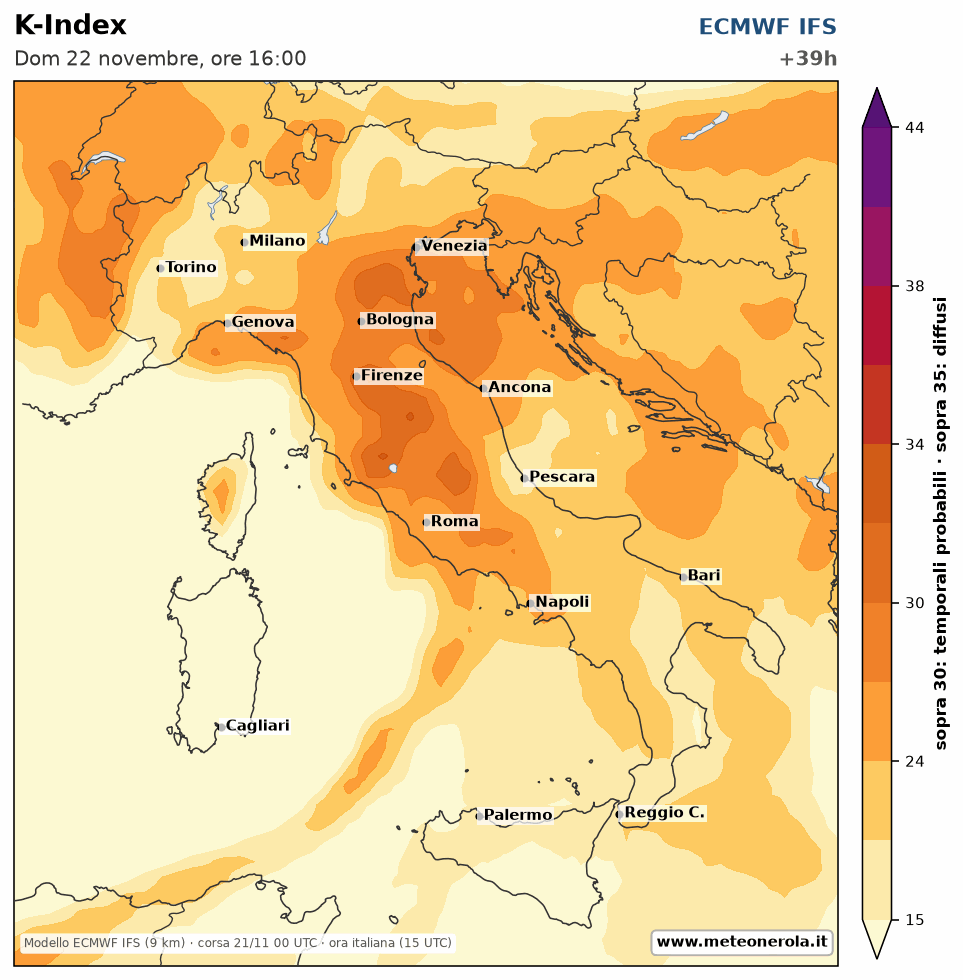 K-Index
ECMWF IFS
Dom 22 novembre, ore 16:00
+39h
Milano
Venezia
Torino
Genova
Bologna
Firenze
Ancona
Pescara
Roma
Bari
Napoli
Cagliari
Palermo
Reggio C.
44
38
34
30
24
15
sopra 30: temporali probabili · sopra 35: diffusi
Modello ECMWF IFS (9 km) · corsa 21/11 00 UTC · ora italiana (15 UTC)
www.meteonerola.it